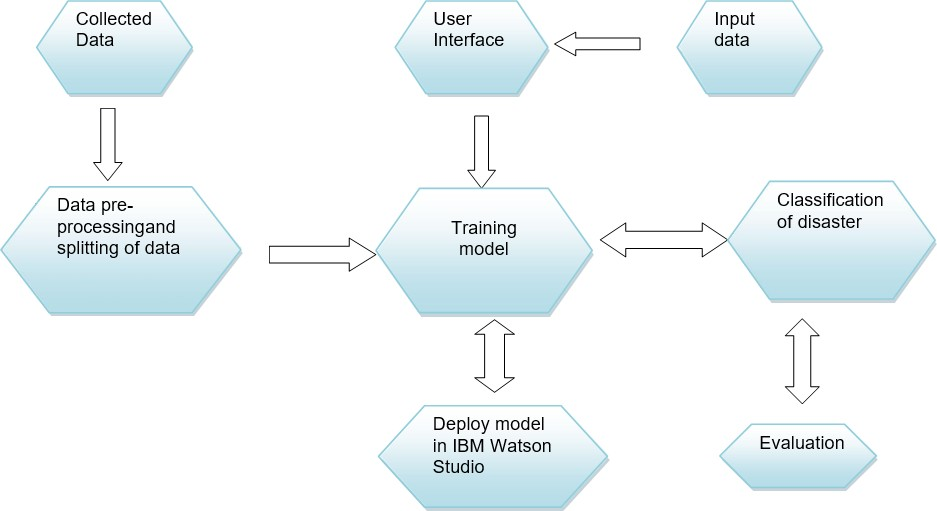 Collected
Data
User
Interface
Input
data
Data pre-
processingand
splitting of data
Training
model
Classification
of disaster
Deploy model
in IBM Watson
Studio
Evaluation